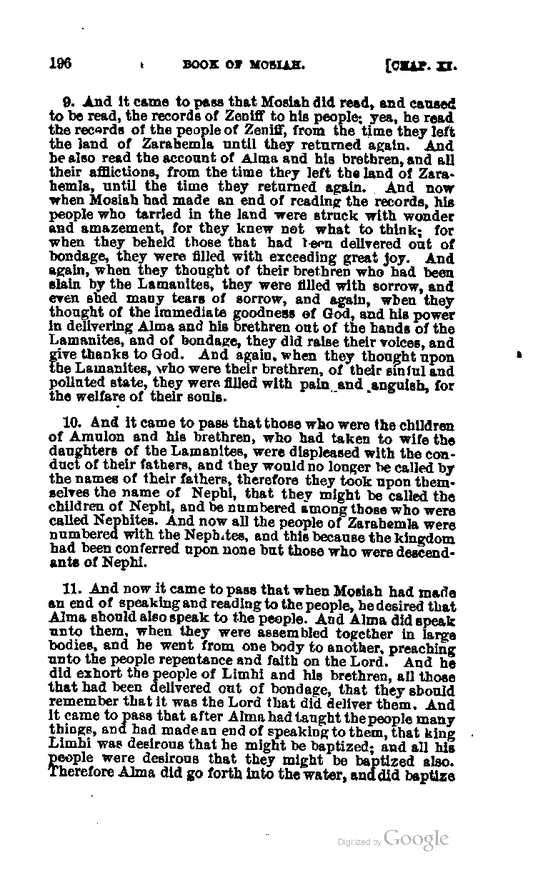 196 BOOK OF MOSIAH. [CHAP. XI.
9. And it came to pass that Mosiah did read, and caused
to be read, the records of Zeniff to his people; yea, he read
the records of the people of Zeniff, from the time they left
the land of Zarahemla until they returned again. And
he also read the account of Alma and his brethren, and all
their afflictions, from the time they left the land of Zara-
hemla, until the time they returned again. And now
when Mosiah had made an end of reading the records, his
people who tarried in the land were struck with wonder
and amazement, for they knew not what to think; for
when they beheld those that had been delivered out of
bondage, they were filled with exceeding great joy. And
again, when they thought of their brethren who had been
slain by the Lamanites, they were filled with sorrow, and
even shed many tears of sorrow, and again, when they
thought of the immediate goodness of God, and his power
in delivering Alma and his brethren out of the hands of the
Lamanites, and of bondage, they did raise their voices, and
give thanks to God. And again, when they thought upon
the Lamanites, who were their brethren, of their sinful and
polluted state, they were filled with pain and anguish, for
the welfare of their souls.
10. And it came to pass that those who were the children
of Amulon and his brethren, who had taken to wife the
daughters of the Lamanites, were displeased with the con-
duct of their fathers, and they would no longer be called by
the names of their fathers, therefore they took upon them-
selves the name of Nephi, that they might be called the
children of Nephi, and be numbered among those who were
called Nephites. And now all the people of Zarahemla were
numbered with the Nephites, and this because the kingdom
had been conferred upon none but those who were descend-
ants of Nephi.
11. And now it came to pass that when Mosiah had made
an end of speaking and reading to the people, he desired that
Alma should also speak to the people. And Alma did speak
unto them, when they were assembled together in large
bodies, and he went from one body to another, preaching
unto the people repentance and faith on the Lord. And he
did exhort the people of Limhi and his brethren, all those
that had been delivered out of bondage, that they should
remember that it was the Lord that did deliver them. And
it came to pass that after Alma had taught the people many
things, and had made an end of speaking to them, that king
Limhi was desirous that he might be baptized; and all his
people were desirous that they might be baptized also.
Therefore Alma did go forth into the water, and did baptize
Digitized by Google